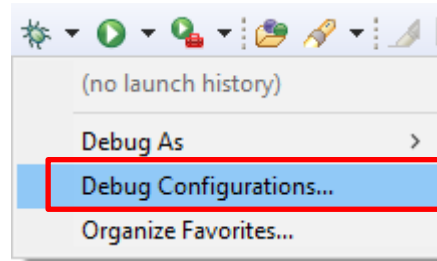 (no launch history)
Debug As
Debug Configurations...
Organize Favorites...